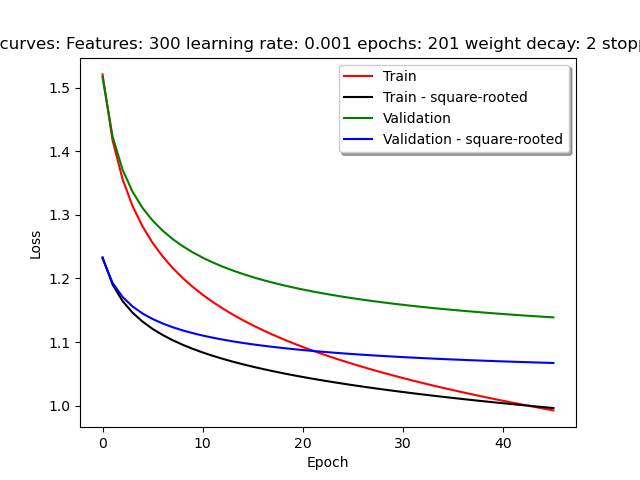 curves: Features: 300 learning rate: 0.001 epochs: 201 weight decay: 2
Train
Train - square-rooted
Validation
Validation - square-rooted
Loss
1.5
1.4
1.3
1.2
1.1
1.0
0 10 20 30 40
Epoch